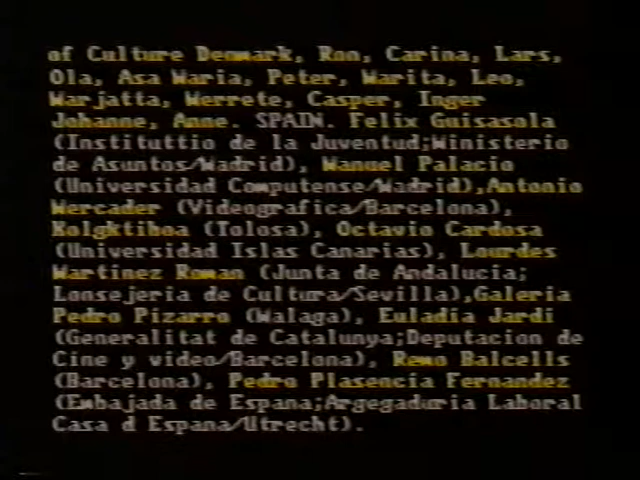 of Culture Denmark, Ron, Carina, Lars,
Ola, Asa Maria, Peter, Marita, Leo,
Marjatta, Merrete, Casper, Inger
Johanne, Anne. SPAIN. Felix Guisasola
(Instituttio de la Juventud;Ministerio
de Asuntos/Madrid), Manuel Palacio
(Universidad Computense/Madrid),Antonio
Mercader (Videografica/Barcelona),
Kolgktihoa (Tolosa), Octavio Cardosa
(Universidad Islas Canarias), Lourdes
Martinez Roman (Junta de Andalucia;
Lonsejeria de Cultura/Sevilla),Galeria
Pedro Pizarro (Malaga), Euladia Jardi
(Generalitat de Catalunya;Deputacion de
Cine y video/Barcelona), Remo Balcells
(Barcelona), Pedro Plasencia Fernandez
(Embajada de Espana;Argegaduria Laboral
Casa d Espana/Utrecht).